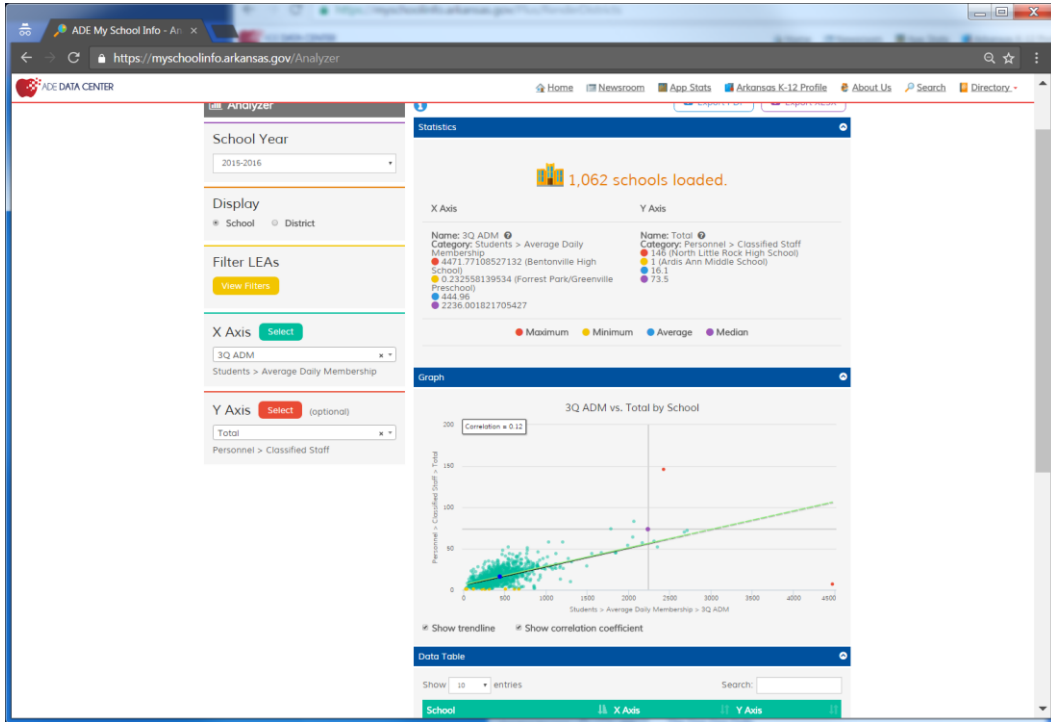 ADE My School Info - Ar
https://myschoolinfo.arkansas.gov/Analyzer
ADE DATA CENTER
Home Newsroom App Stats Arkansas K-12 Profile About Us Search Directory
Analyzer
Export PDF Export XLSX
School Year
2015-2016
Display
School District
Filter LEAs
View Filters
X Axis Select
3Q ADM
Students > Average Daily Membership
Y Axis Select (optional)
Total
Personnel > Classified Staff
Statistics
1,062 schools loaded.
X Axis
Name: 3Q ADM
Category: Students > Average Daily
Membership
4471.77108527132 (Bentonville High
School)
0.232558139534 (Forrest Park/Greenville
Preschool)
444.96
2236.001821705427
Y Axis
Name: Total
Category: Personnel > Classified Staff
146 (North Little Rock High School)
1 (Ardis Ann Middle School)
16.1
73.5
Maximum Minimum Average Median
Graph
3Q ADM vs. Total by School
Correlation = 0.12
200
150
100
50
0
Personnel > Classified Staff > Total
0 500 1000 1500 2000 2500 3000 3500 4000 4500
Students > Average Daily Membership > 3Q ADM
Show trendline Show correlation coefficient
Data Table
Show 10 entries Search:
School X Axis Y Axis